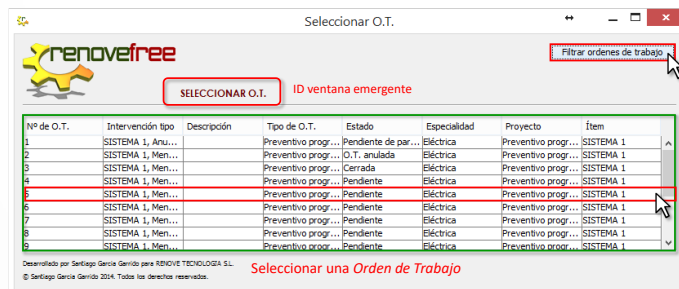 Seleccionar O.T.
renovefree
Filtrar ordenes de trabajo
SELECCIONAR O.T.
ID ventana emergente
Nº de O.T. Intervención tipo Descripción Tipo de O.T. Estado Especialidad Proyecto Ítem
1 SISTEMA 1, Anu... Preventivo progr... Pendiente de par... Eléctrica Preventivo progr... SISTEMA 1
2 SISTEMA 1, Men... Preventivo progr... O.T. anulada Eléctrica Preventivo progr... SISTEMA 1
3 SISTEMA 1, Men... Preventivo progr... Cerrada Eléctrica Preventivo progr... SISTEMA 1
4 SISTEMA 1, Men... Preventivo progr... Pendiente Eléctrica Preventivo progr... SISTEMA 1
5 SISTEMA 1, Men... Preventivo progr... Pendiente Eléctrica Preventivo progr... SISTEMA 1
6 SISTEMA 1, Men... Preventivo progr... Pendiente Eléctrica Preventivo progr... SISTEMA 1
7 SISTEMA 1, Men... Preventivo progr... Pendiente Eléctrica Preventivo progr... SISTEMA 1
8 SISTEMA 1, Men... Preventivo progr... Pendiente Eléctrica Preventivo progr... SISTEMA 1
9 SISTEMA 1, Men... Preventivo progr... Pendiente Eléctrica Preventivo progr... SISTEMA 1
Desarrollado por Santiago García Garrido para RENOVE TECNOLOGÍA S.L.
Seleccionar una Orden de Trabajo
© Santiago García Garrido 2014. Todos los derechos reservados.